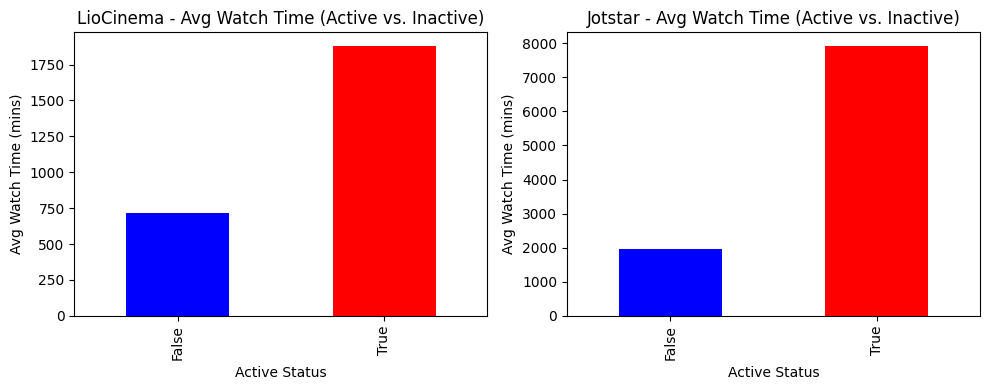 LioCinema - Avg Watch Time (Active vs. Inactive)
Avg Watch Time (mins)
1750
1500
1250
1000
750
500
250
0
False
True
Active Status
Jotstar - Avg Watch Time (Active vs. Inactive)
Avg Watch Time (mins)
8000
7000
6000
5000
4000
3000
2000
1000
0
False
True
Active Status